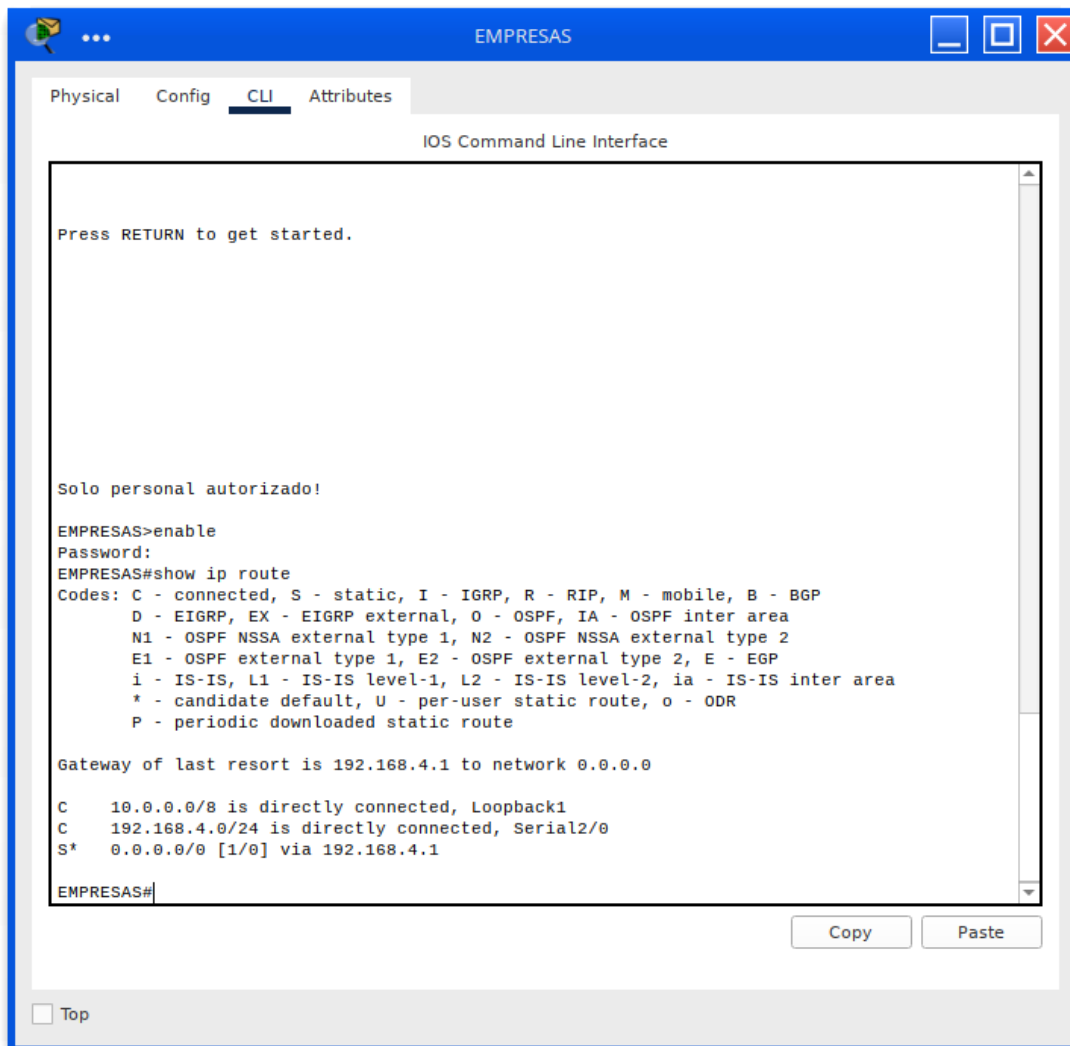 EMPRESAS
Physical Config CLI Attributes
IOS Command Line Interface
Press RETURN to get started.
Solo personal autorizado!
EMPRESAS>enable
Password:
EMPRESAS#show ip route
Codes: C - connected, S - static, I - IGRP, R - RIP, M - mobile, B - BGP
D - EIGRP, EX - EIGRP external, O - OSPF, IA - OSPF inter area
N1 - OSPF NSSA external type 1, N2 - OSPF NSSA external type 2
E1 - OSPF external type 1, E2 - OSPF external type 2, E - EGP
i - IS-IS, L1 - IS-IS level-1, L2 - IS-IS level-2, ia - IS-IS inter area
* - candidate default, U - per-user static route, o - ODR
P - periodic downloaded static route
Gateway of last resort is 192.168.4.1 to network 0.0.0.0
C 10.0.0.0/8 is directly connected, Loopback1
C 192.168.4.0/24 is directly connected, Serial2/0
S* 0.0.0.0/0 [1/0] via 192.168.4.1
EMPRESAS#
Copy Paste
Top